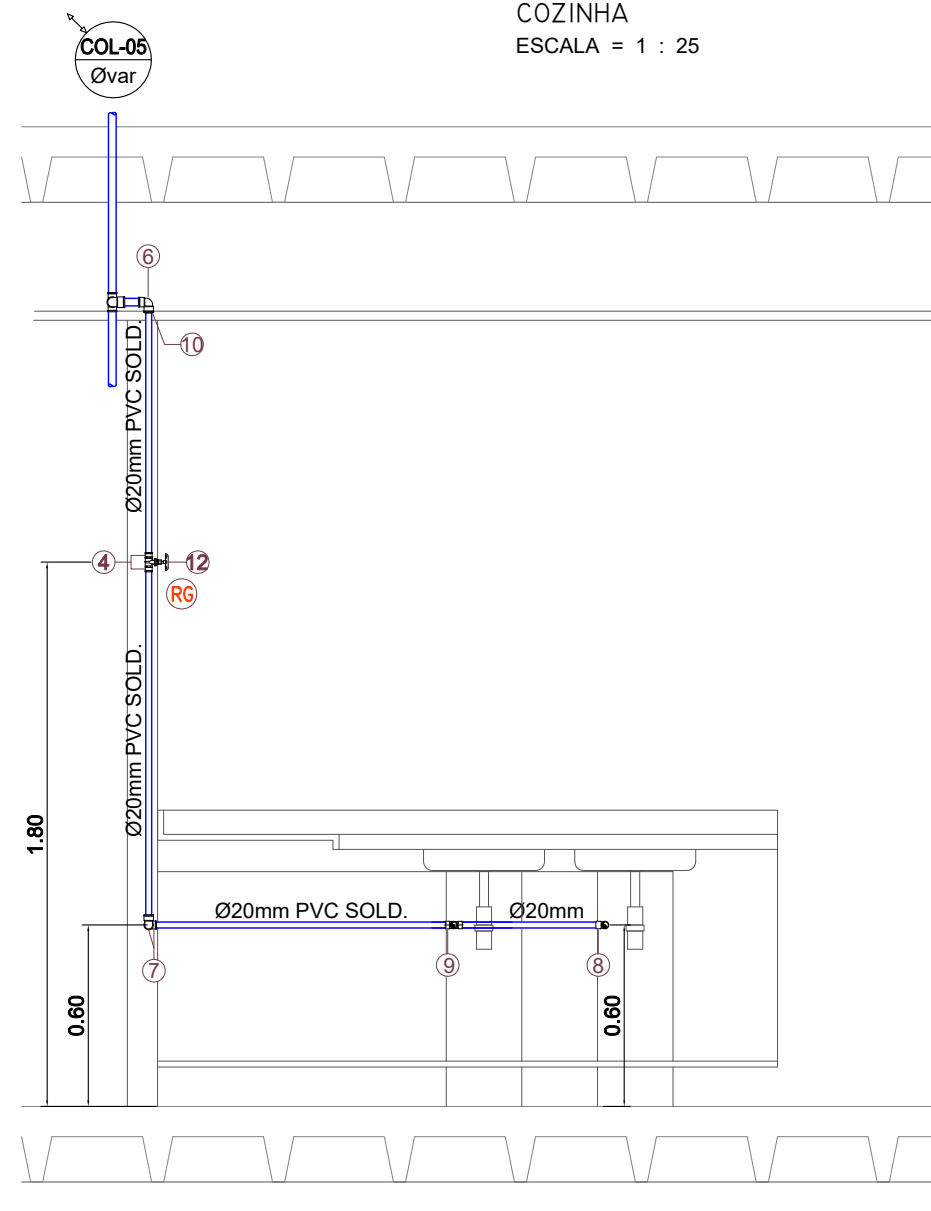 COZINHA
ESCALA = 1 : 25
COL-05
Øvar
6
10
Ø20mm PVC SOLD.
4
12
RG
Ø20mm PVC SOLD.
1.80
Ø20mm PVC SOLD.
Ø20mm
9
8
7
0.60
0.60